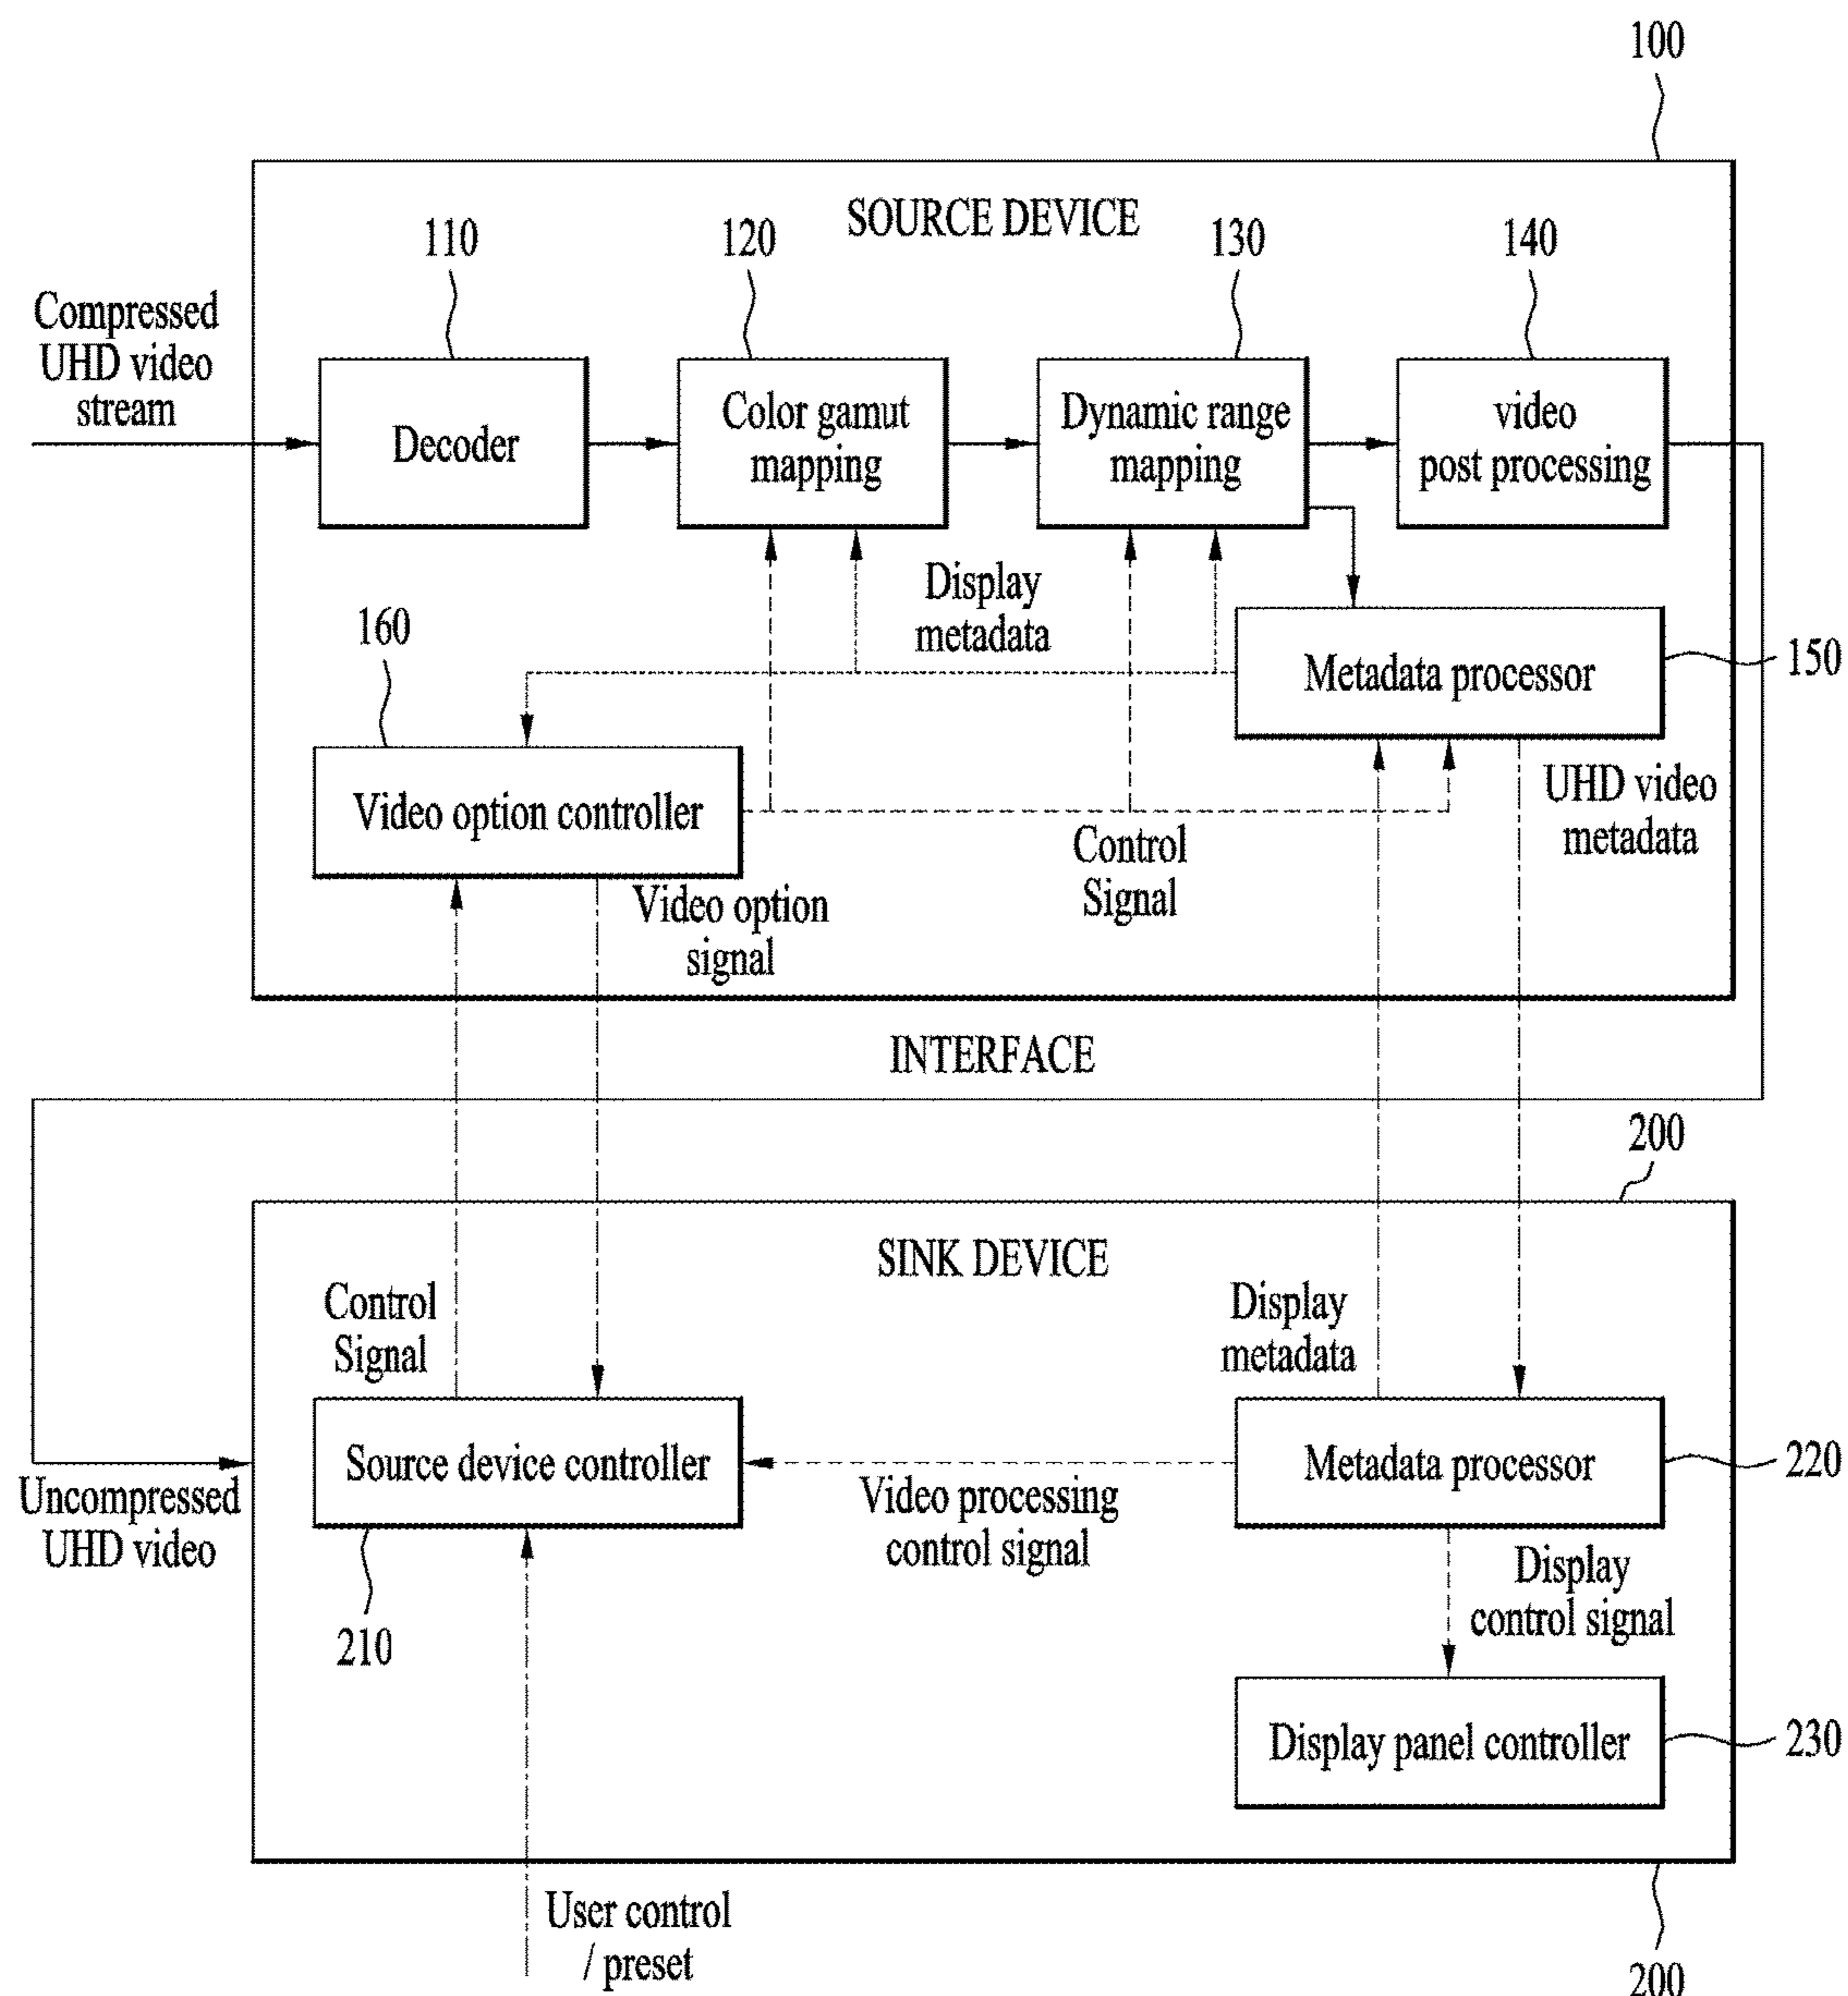 100
SOURCE DEVICE
110
120
130
140
Compressed
UHD video
stream
Decoder
Color gamut
mapping
Dynamic range
mapping
video
post processing
Display
metadata
160
Metadata processor
150
Video option controller
UHD video
metadata
Control
Signal
Video option
signal
INTERFACE
200
SINK DEVICE
Control
Signal
Display
metadata
Source device controller
Metadata processor
220
Uncompressed
UHD video
Video processing
control signal
Display
control signal
210
Display panel controller
230
User control
/ preset
200